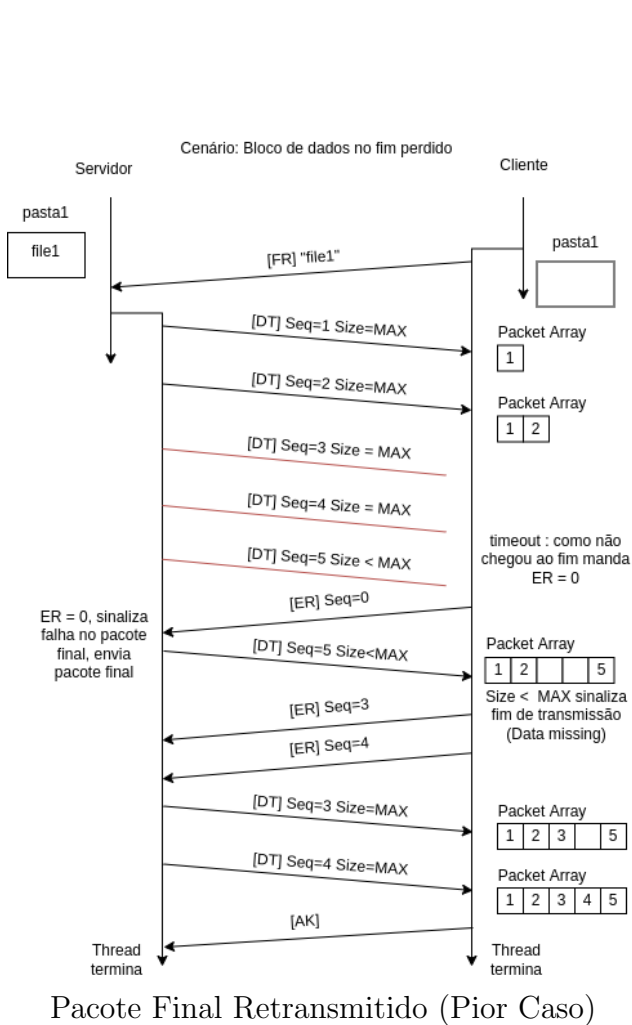 Cenário: Bloco de dados no fim perdido
Servidor
Cliente
pasta1
file1
pasta1
[FR] "file1"
[DT] Seq=1 Size=MAX
Packet Array
1
[DT] Seq=2 Size=MAX
Packet Array
1 2
[DT] Seq=3 Size = MAX
[DT] Seq=4 Size = MAX
[DT] Seq=5 Size < MAX
timeout : como não
chegou ao fim manda
ER = 0
[ER] Seq=0
ER = 0, sinaliza
falha no pacote
final, envia
pacote final
[DT] Seq=5 Size<MAX
Packet Array
1 2 5
Size < MAX sinaliza
fim de transmissão
(Data missing)
[ER] Seq=3
[ER] Seq=4
[DT] Seq=3 Size=MAX
Packet Array
1 2 3 5
[DT] Seq=4 Size=MAX
Packet Array
1 2 3 4 5
[AK]
Thread
termina
Thread
termina
Pacote Final Retransmitido (Pior Caso)